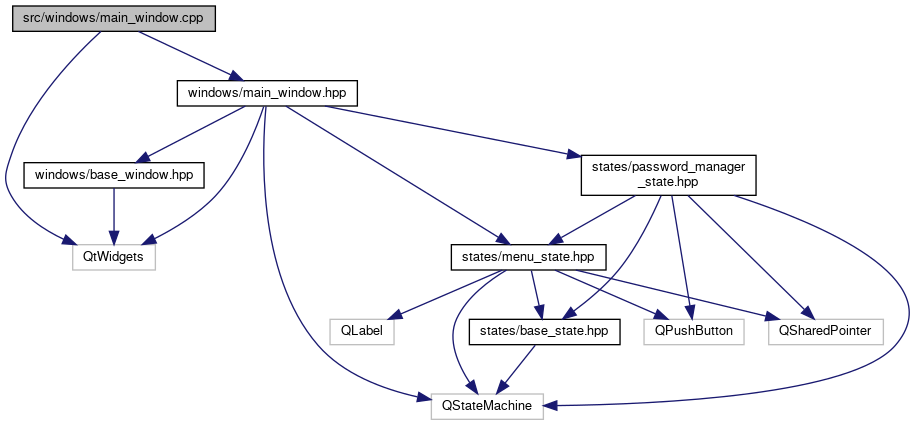 src/windows/main_window.cpp
windows/main_window.hpp
windows/base_window.hpp
states/password_manager
_state.hpp
QtWidgets
states/menu_state.hpp
QLabel
states/base_state.hpp
QPushButton
QSharedPointer
QStateMachine